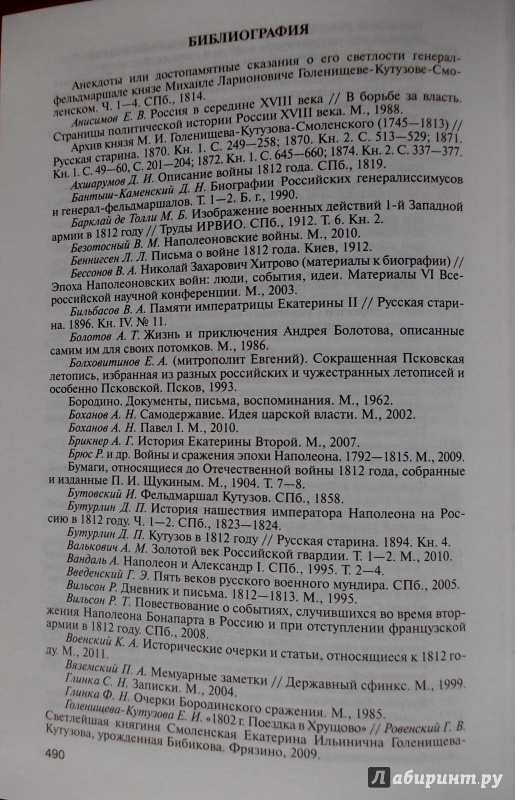 БИБЛИОГРАФИЯ
Анекдоты или достопамятные сказания о его светлости генерал-
фельдмаршале князе Михаиле Ларионовиче Голенищеве-Кутузове-Смо-
ленском. Ч. 1–4. СПб., 1814.
Анисимов Е. В. Россия в середине XVIII века // В борьбе за власть.
Страницы политической истории России XVIII века. М., 1988.
Архив князя М. И. Голенищева-Кутузова-Смоленского (1745—1813) //
Русская старина. 1870. Кн. 1. С. 249—258; 1870. Кн. 2. С. 513—529; 1871.
Кн. 1. С. 49—60, С. 201—204; 1872. Кн. 1. С. 645—660; 1874. Кн. 2. С. 337—377.
Ахшарумов Д. И. Описание войны 1812 года. СПб., 1819.
Бантыш-Каменский Д. Н. Биографии Российских генералиссимусов
и генерал-фельдмаршалов. Т. 1—2. Б. г., 1990.
Барклай де Толли М. Б. Изображение военных действий 1-й Западной
армии в 1812 году // Труды ИРВИО. СПб., 1912. Т. 6. Кн. 2.
Безотосный В. М. Наполеоновские войны. М., 2010.
Беннигсен Л. Л. Письма о войне 1812 года. Киев, 1912.
Бессонов В. А. Николай Захарович Хитрово (материалы к биографии) //
Эпоха Наполеоновских войн: люди, события, идеи. Материалы VI Все-
российской научной конференции. М., 2003.
Бильбасов В. А. Памяти императрицы Екатерины II // Русская стари-
на. 1896. Кн. IV. № 11.
Болотов А. Т. Жизнь и приключения Андрея Болотова, описанные
самим им для своих потомков. М., 1986.
Болховитинов Е. А. (митрополит Евгений). Сокращенная Псковская
летопись, избранная из разных российских и чужестранных летописей и
особенно Псковской. Псков, 1993.
Бородино. Документы, письма, воспоминания. М., 1962.
Боханов А. Н. Самодержавие. Идея царской власти. М., 2002.
Боханов А. Н. Павел I. М., 2010.
Брикнер А. Г. История Екатерины Второй. М., 2007.
Брюс Р. и др. Войны и сражения эпохи Наполеона. 1792—1815. М., 2009.
Бумаги, относящиеся до Отечественной войны 1812 года, собранные
и изданные П. И. Щукиным. М., 1904. Т. 7—8.
Бутовский И. Фельдмаршал Кутузов. СПб., 1858.
Бутурлин Д. П. История нашествия императора Наполеона на Рос-
сию в 1812 году. Ч. 1—2. СПб., 1823—1824.
Бутурлин Д. П. Кутузов в 1812 году // Русская старина. 1894. Кн. 4.
Валькович А. М. Золотой век Российской гвардии. Т. 1—2. М., 2010.
Вандаль А. Наполеон и Александр I. СПб., 1995. Т. 2—4.
Введенский Г. Э. Пять веков русского военного мундира. СПб., 2005.
Вильсон Р. Дневник и письма. 1812—1813. М., 1995.
Вильсон Р. Т. Повествование о событиях, случившихся во время втор-
жения Наполеона Бонапарта в Россию и при отступлении французской
армии в 1812 году. СПб., 2008.
Военский К. А. Исторические очерки и статьи, относящиеся к 1812 го-
ду. М., 2011.
Вяземский П. А. Мемуарные заметки // Державный сфинкс. М., 1999.
Глинка С. Н. Записки. М., 2004.
Глинка Ф. Н. Очерки Бородинского сражения. М., 1985.
Голенищева-Кутузова Е. И. «1802 г. Поездка в Хрущово» // Ровенский Г. В.
Светлейшая княгиня Смоленская Екатерина Ильинична Голенищева-
Кутузова, урожденная Бибикова. Фрязино, 2009.
490
Лабиринт.ру